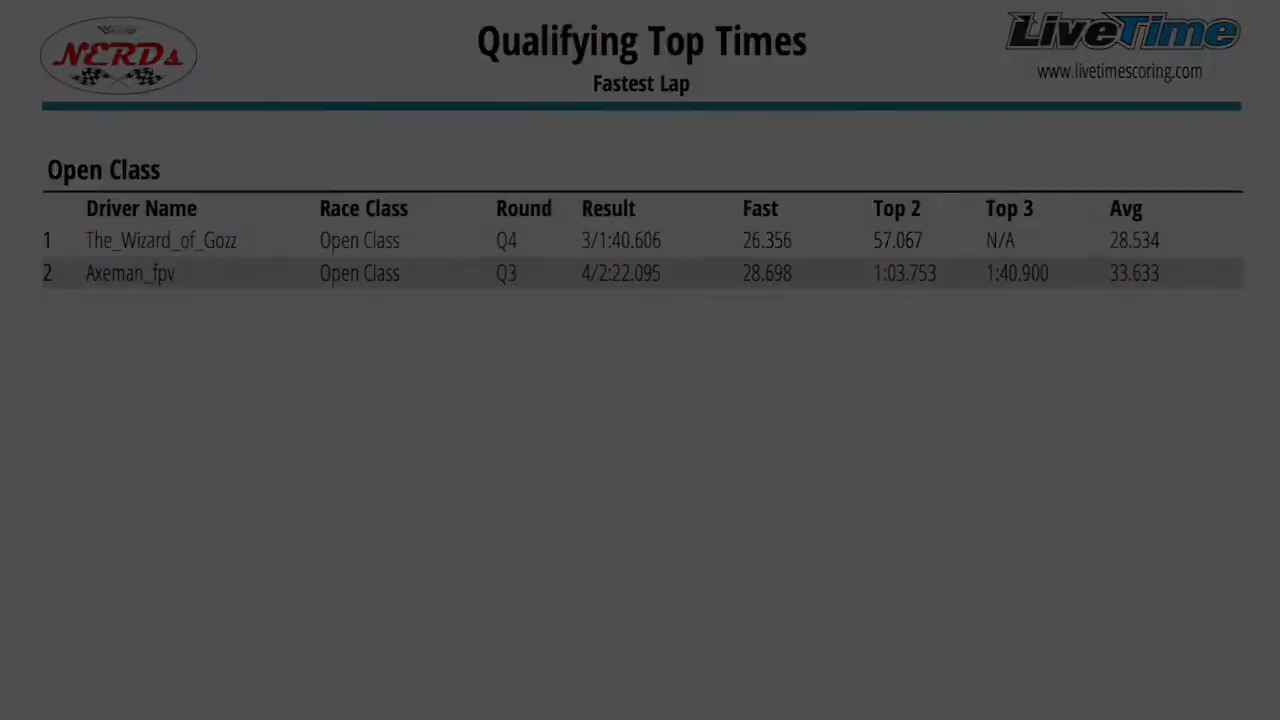 NERDs
Qualifying Top Times
Fastest Lap
LiveTime
www.livetimescoring.com
Open Class
Driver Name Race Class Round Result Fast Top 2 Top 3 Avg
1 The_Wizard_of_Gozz Open Class Q4 3/1:40.606 26.356 57.067 N/A 28.534
2 Axeman_fpv Open Class Q3 4/2:22.095 28.698 1:03.753 1:40.900 33.633